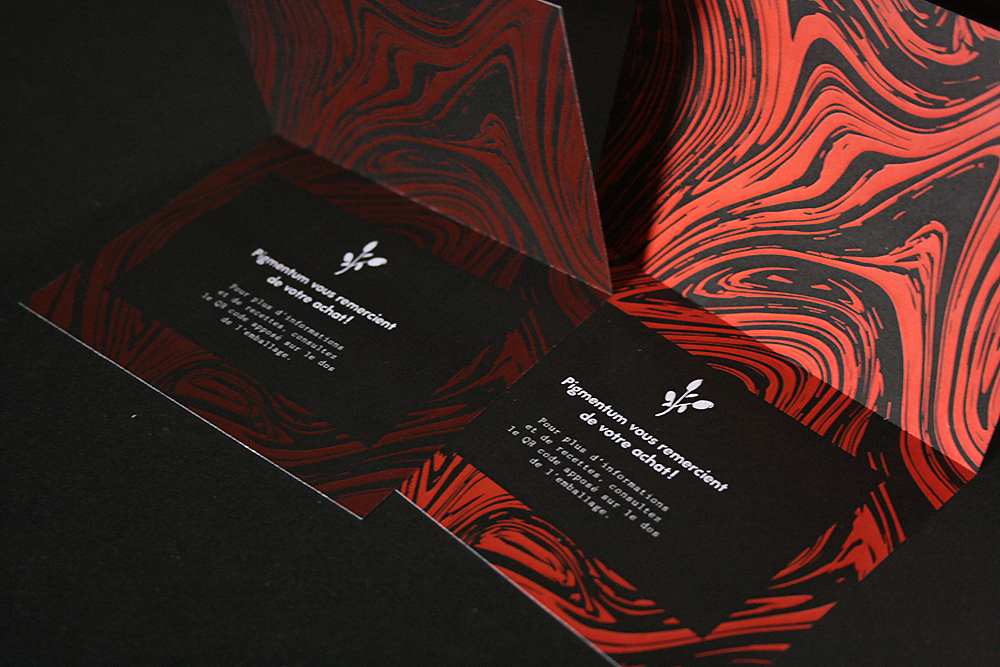 Pigmentum vous remercient
de votre achat!
Pour plus d'informations
et de recettes, consultez
le QR code apposé sur le dos
de l'emballage.
Pigmentum vous remercient
de votre achat!
Pour plus d'informations
et de recettes, consultez
le QR code apposé sur le dos
de l'emballage.